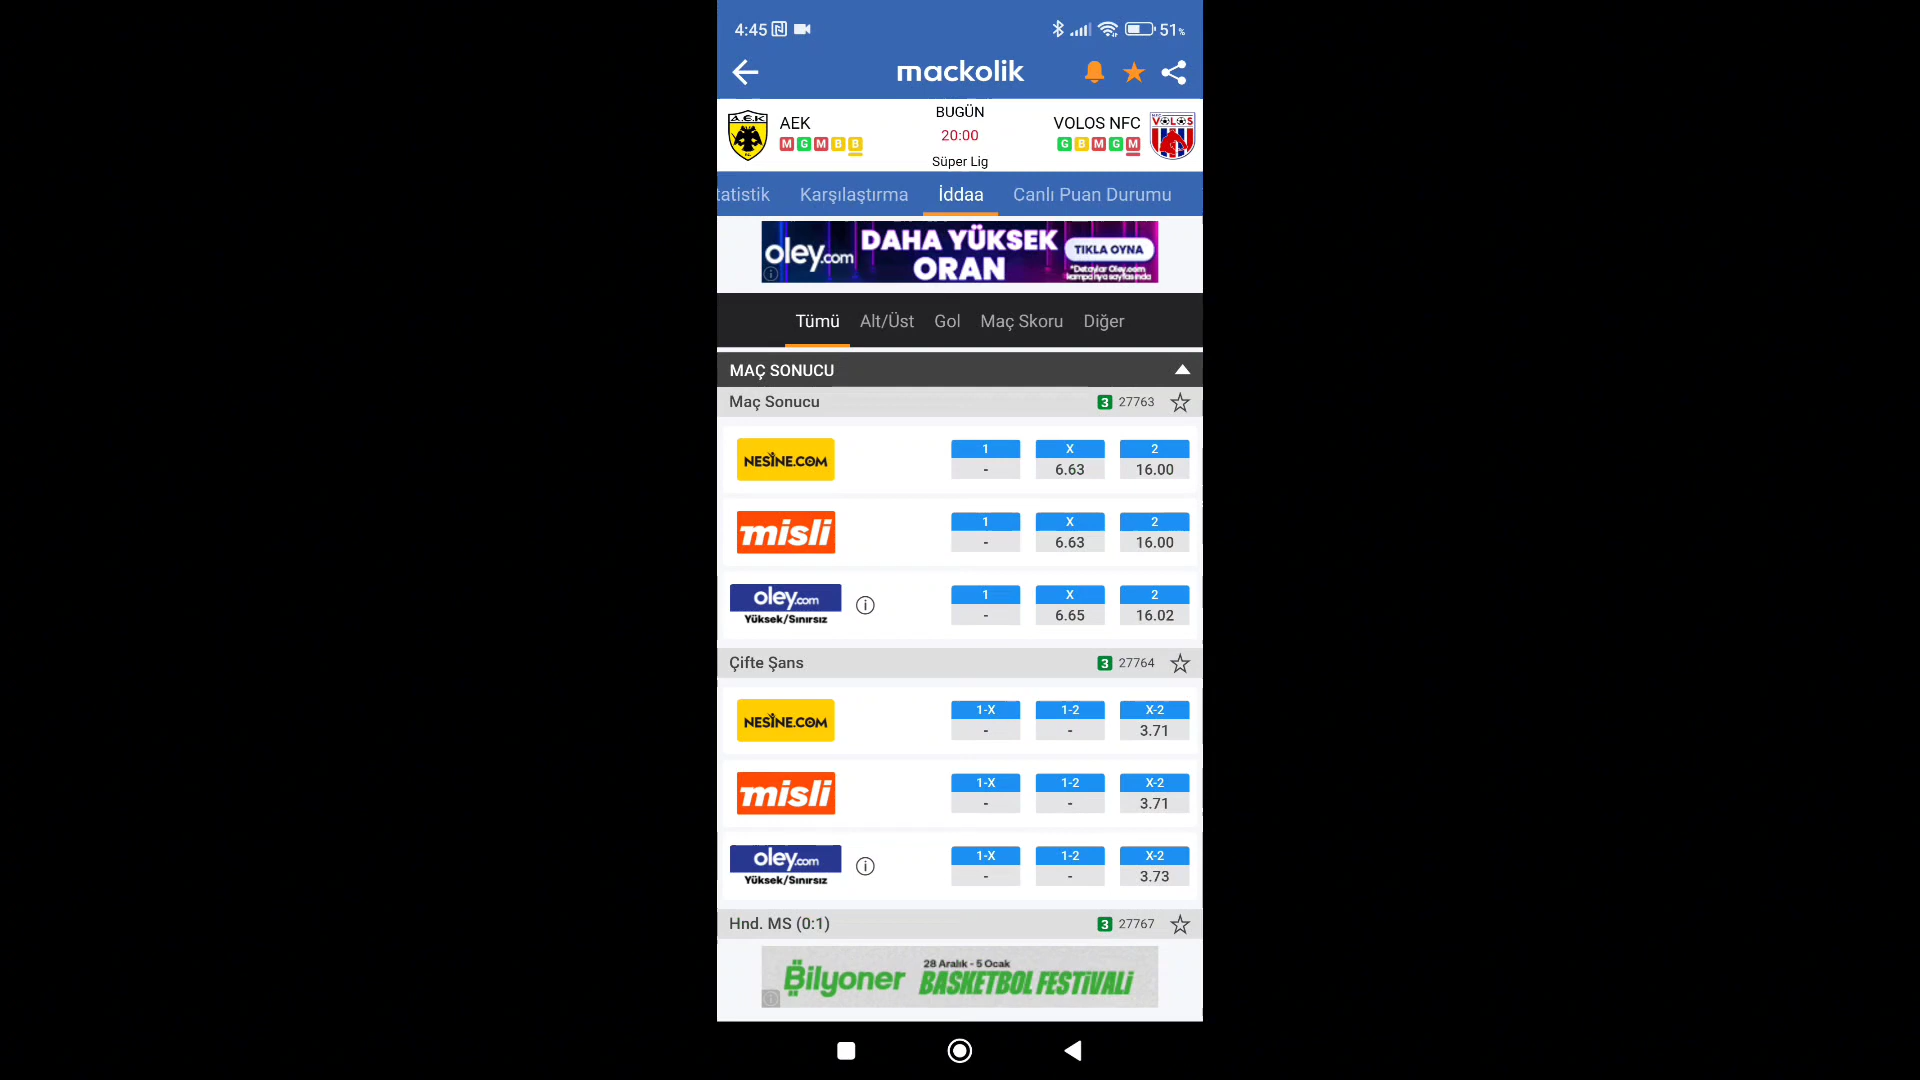 4:45 51%
mackolik
AEK BUGÜN VOLOS NFC
M G M B B 20:00 G B M G M
Süper Lig
tatistik Karşılaştırma İddaa Canlı Puan Durumu
oley.com DAHA YÜKSEK ORAN TIKLA OYNA
*Detaylar Oley.com
kampanya sayfasında
Tümü Alt/Üst Gol Maç Skoru Diğer
MAÇ SONUCU
Maç Sonucu 3 27763
NESİNE.COM
1 X 2
- 6.63 16.00
misli
1 X 2
- 6.63 16.00
oley.com
Yüksek/Sınırsız
1 X 2
- 6.65 16.02
Çifte Şans 3 27764
NESİNE.COM
1-X 1-2 X-2
- - 3.71
misli
1-X 1-2 X-2
- - 3.71
oley.com
Yüksek/Sınırsız
1-X 1-2 X-2
- - 3.73
Hnd. MS (0:1) 3 27767
Bilyoner
28 Aralık - 5 Ocak
BASKETBOL FESTİVALİ